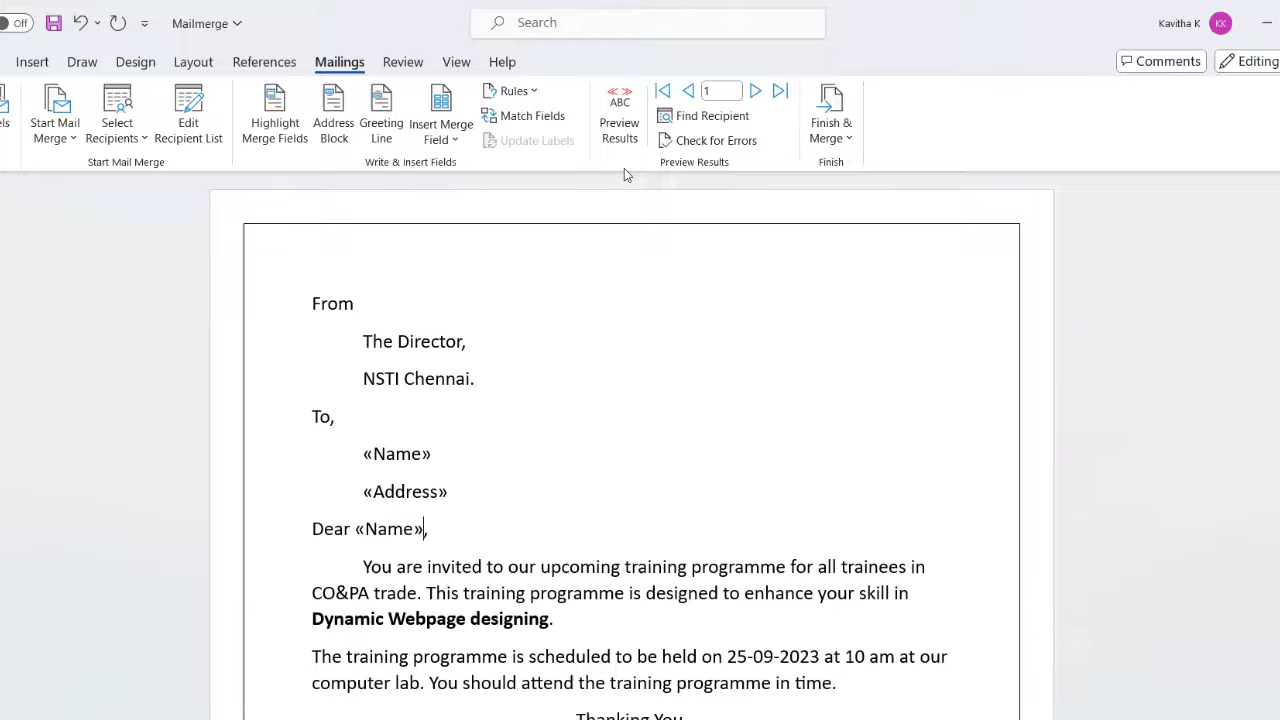 Off Mailmerge Search Kavitha K KK
Insert Draw Design Layout References Mailings Review View Help Comments Editing
Start Mail Merge Select Recipients Edit Recipient List Highlight Merge Fields Address Block Greeting Line Insert Merge Field Rules Match Fields Update Labels ABC Preview Results 1 Find Recipient Check for Errors Finish & Merge
Start Mail Merge Write & Insert Fields Preview Results Finish
From
The Director,
NSTI Chennai.
To,
«Name»
«Address»
Dear «Name»,
You are invited to our upcoming training programme for all trainees in
CO&PA trade. This training programme is designed to enhance your skill in
Dynamic Webpage designing.
The training programme is scheduled to be held on 25-09-2023 at 10 am at our
computer lab. You should attend the training programme in time.
Thanking You